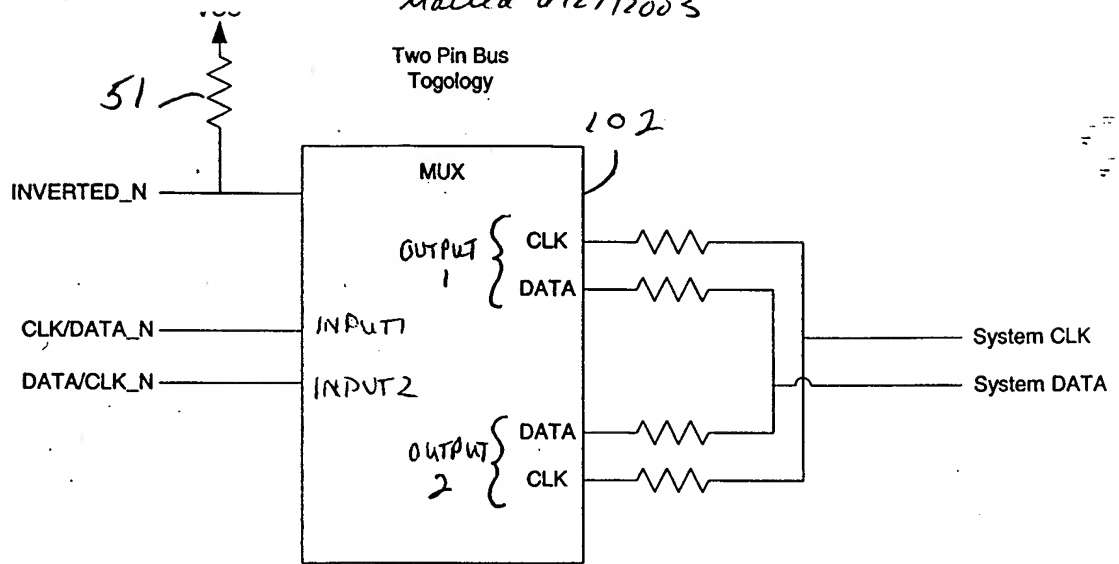 Mailed
Two Pin Bus
Togology
51
102
INVERTED_N
MUX
OUTPUT
1
CLK
DATA
CLK/DATA_N
INPUT1
System CLK
DATA/CLK_N
INPUT2
System DATA
OUTPUT
2
DATA
CLK